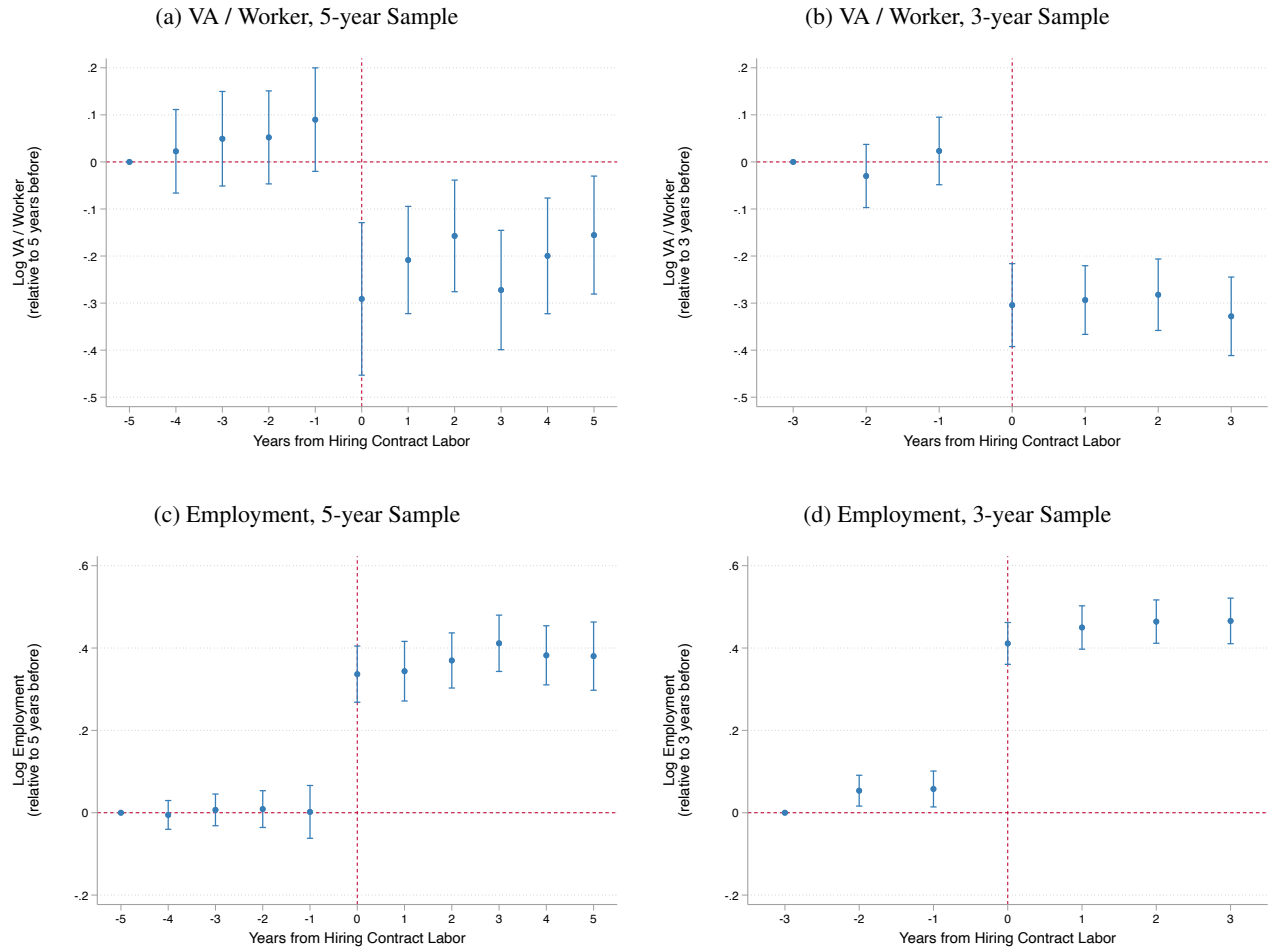 (a) VA / Worker, 5-year Sample
Log VA / Worker
(relative to 5 years before)
.2
.1
0
-.1
-.2
-.3
-.4
-.5
-5 -4 -3 -2 -1 0 1 2 3 4 5
Years from Hiring Contract Labor
(b) VA / Worker, 3-year Sample
Log VA / Worker
(relative to 3 years before)
.2
.1
0
-.1
-.2
-.3
-.4
-.5
-3 -2 -1 0 1 2 3
Years from Hiring Contract Labor
(c) Employment, 5-year Sample
Log Employment
(relative to 5 years before)
.6
.4
.2
0
-.2
-5 -4 -3 -2 -1 0 1 2 3 4 5
Years from Hiring Contract Labor
(d) Employment, 3-year Sample
Log Employment
(relative to 3 years before)
.6
.4
.2
0
-.2
-3 -2 -1 0 1 2 3
Years from Hiring Contract Labor